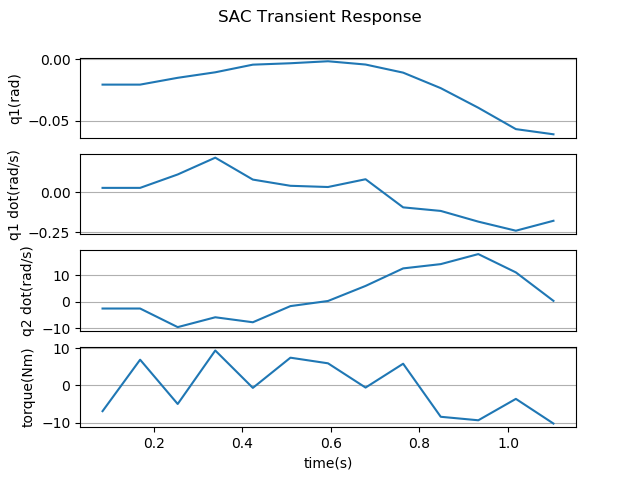 SAC Transient Response
q1(rad)
0.00
−0.05
q1 dot(rad/s)
0.00
−0.25
q2 dot(rad/s)
10
0
−10
torque(Nm)
10
0
−10
0.2 0.4 0.6 0.8 1.0
time(s)